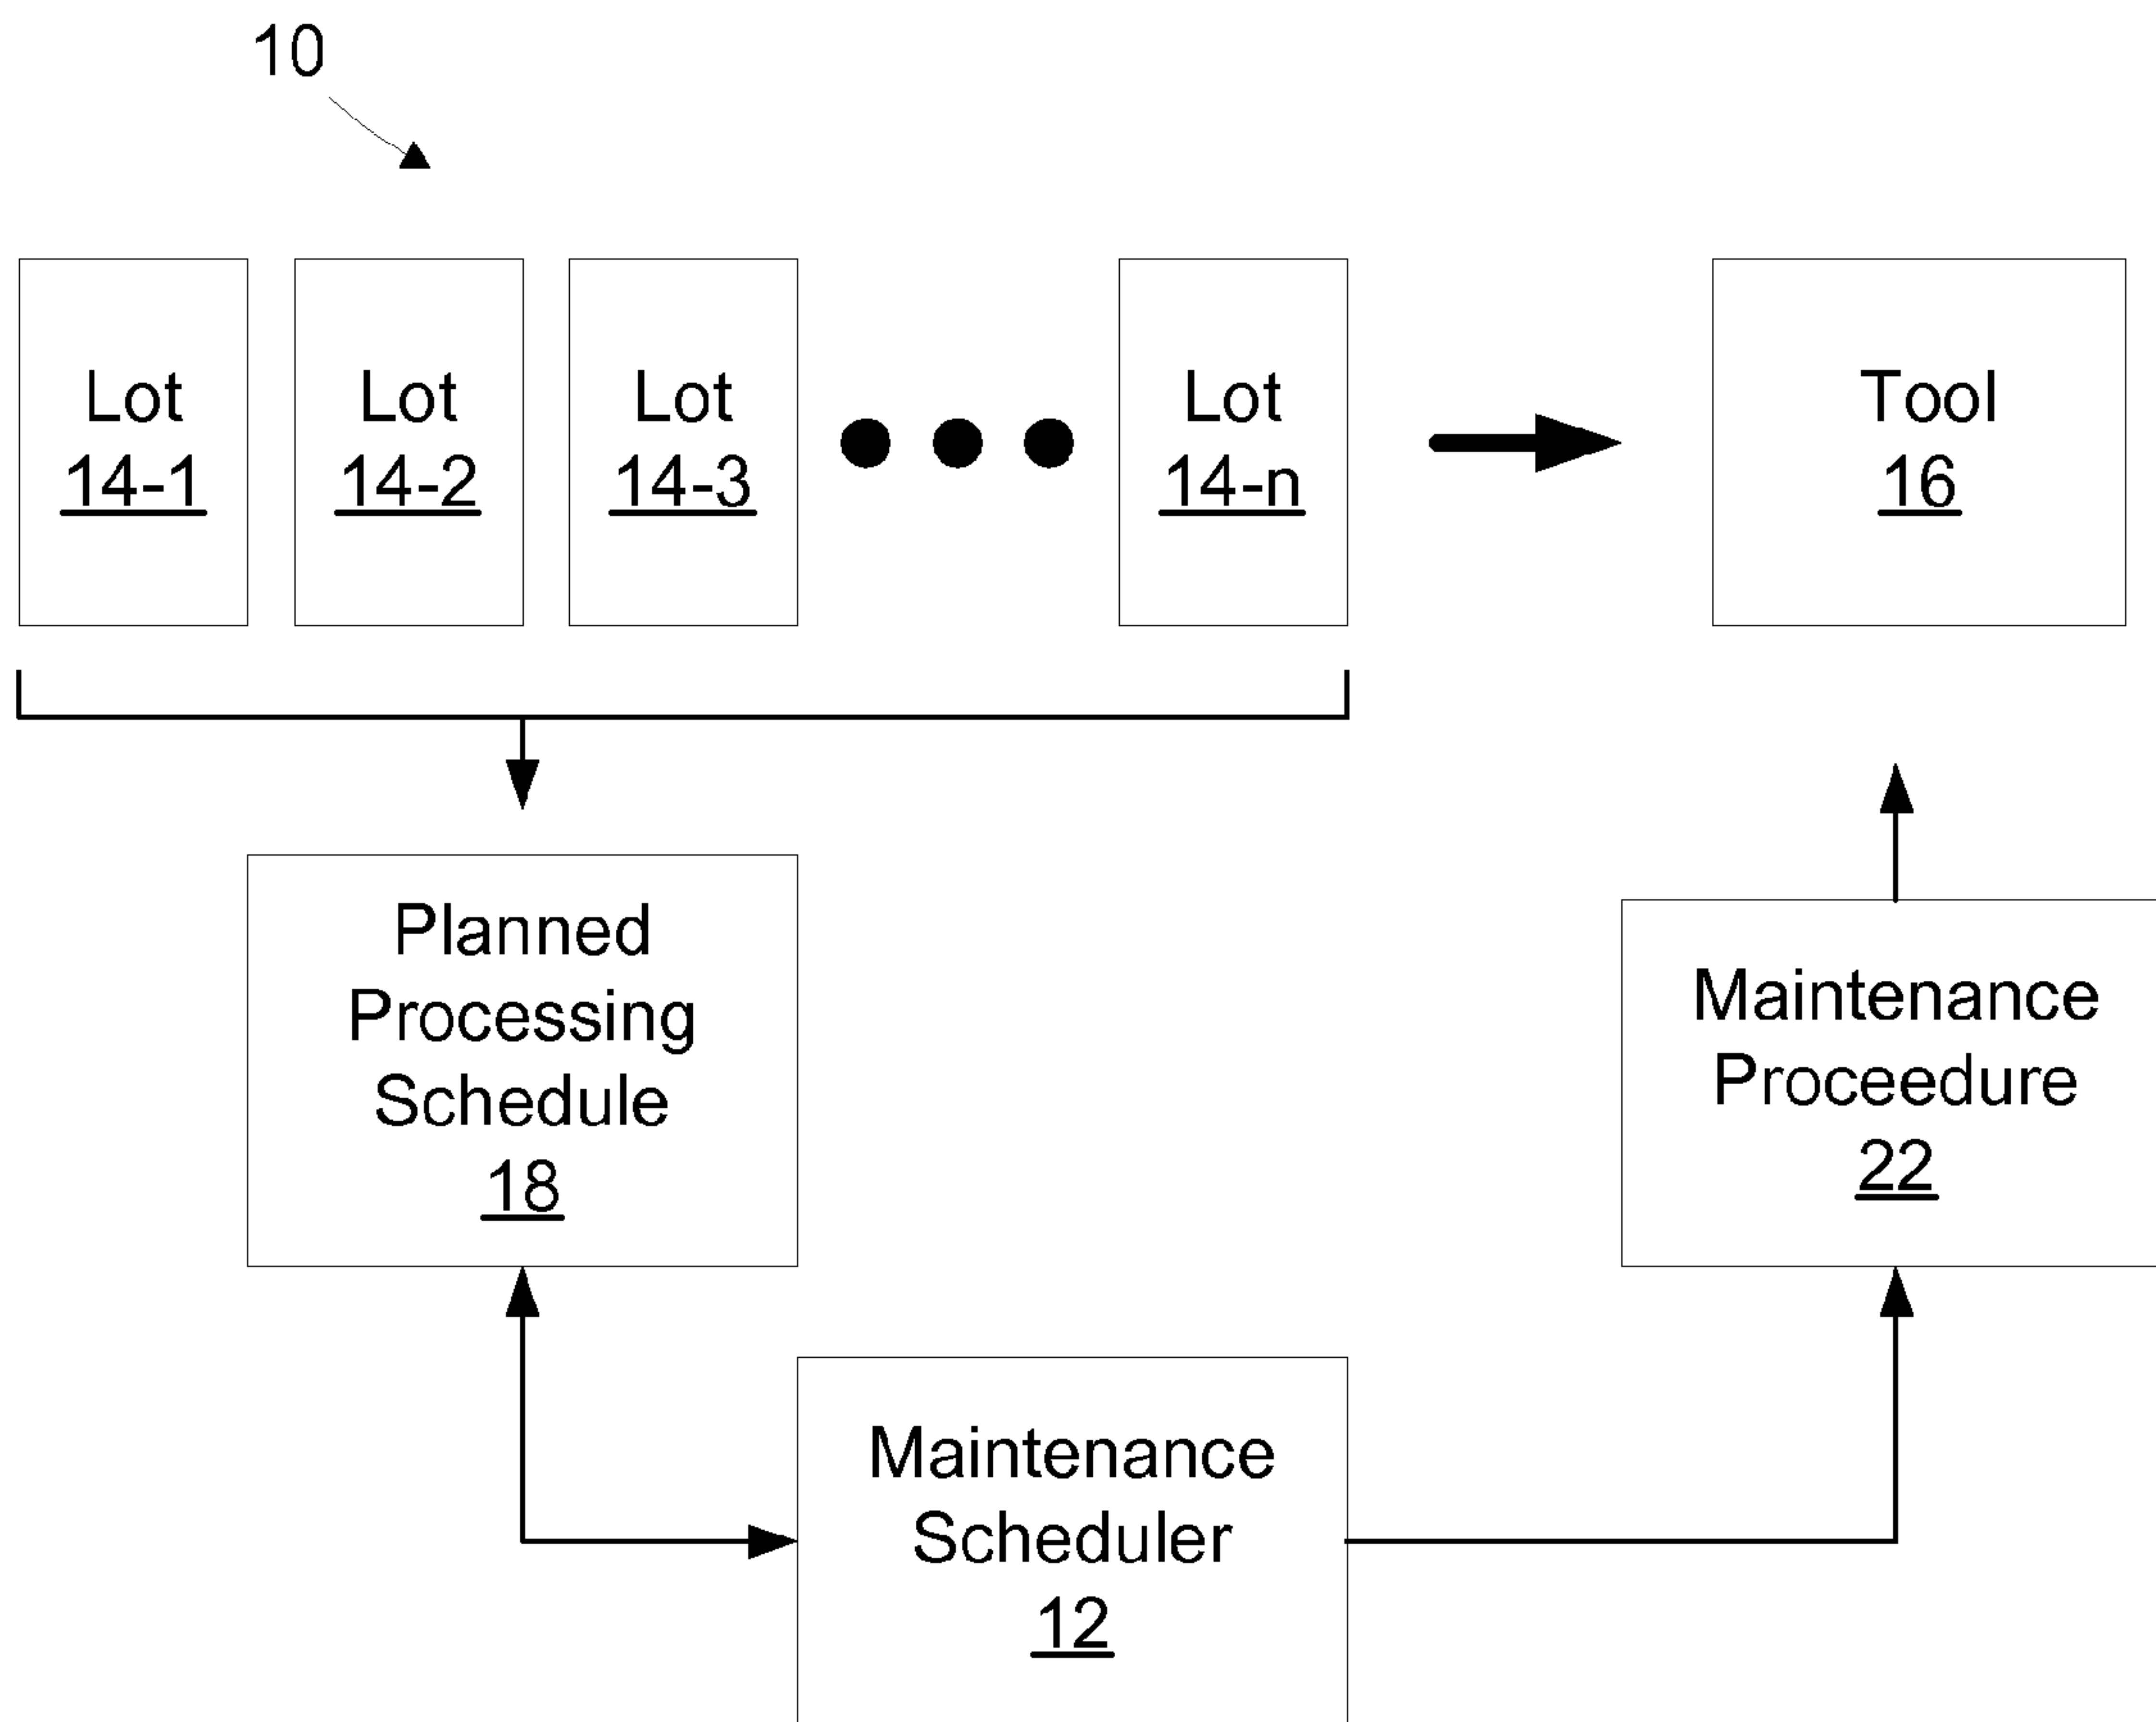 10
Lot
14-1
Lot
14-2
Lot
14-3
Lot
14-n
Tool
16
Planned
Processing
Schedule
18
Maintenance
Proceedure
22
Maintenance
Scheduler
12